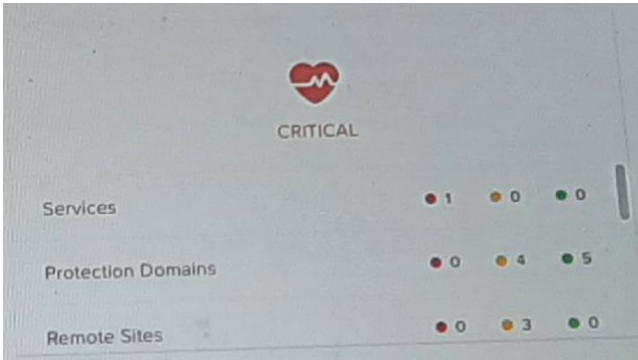 CRITICAL
Services 1 0 0
Protection Domains 0 4 5
Remote Sites 0 3 0